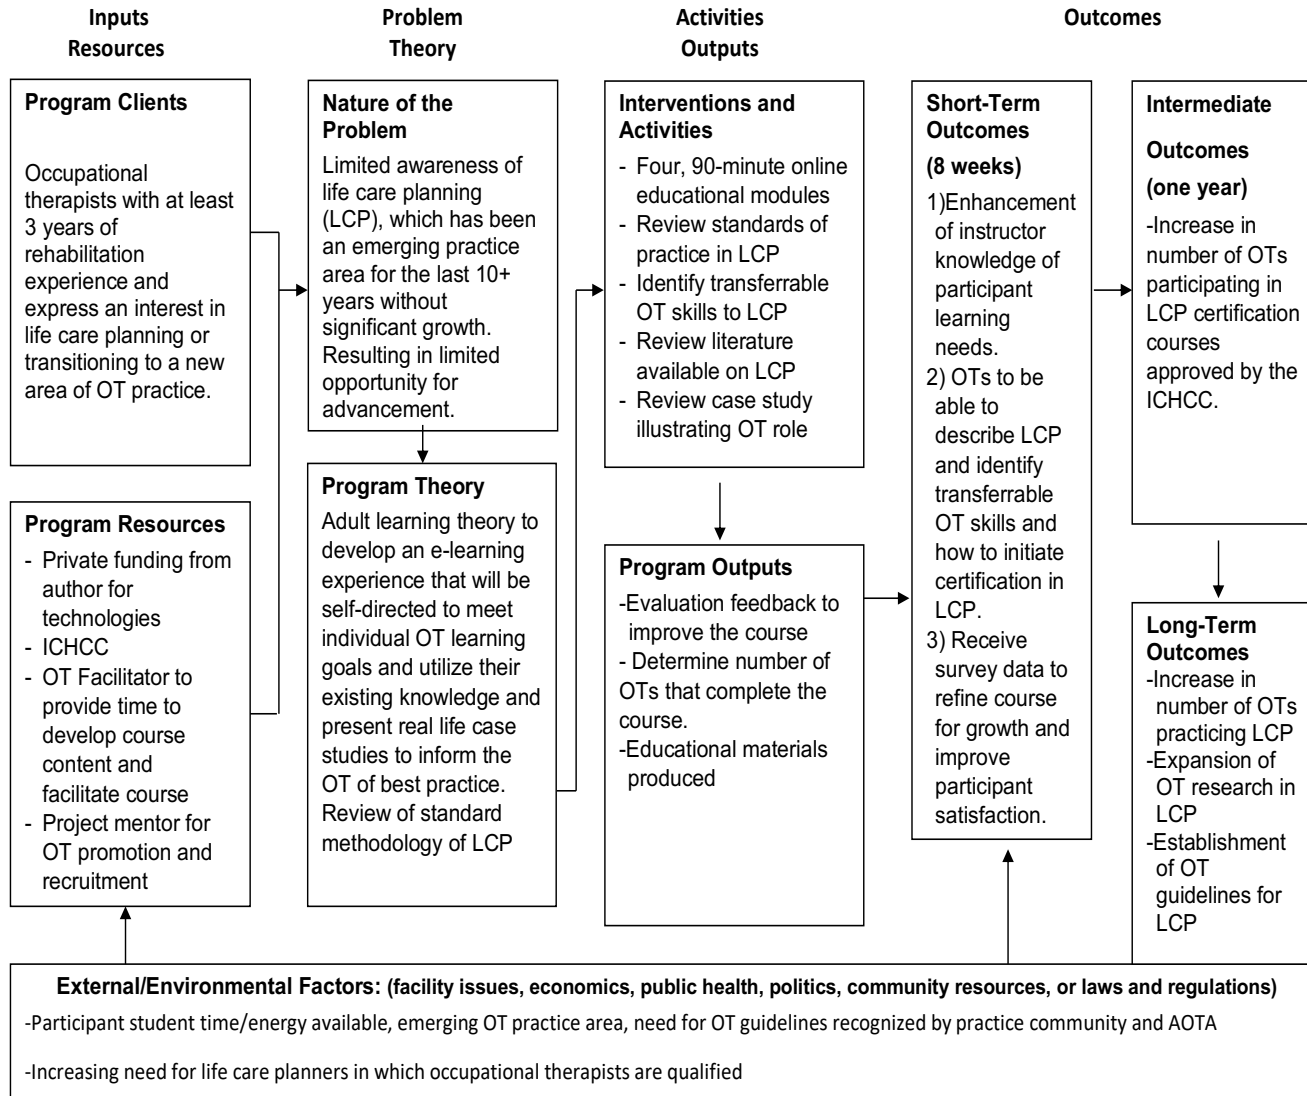 Inputs
Resources
Problem
Theory
Activities
Outputs
Outcomes
Program Clients
Occupational
therapists with at least
3 years of
rehabilitation
experience and
express an interest in
life care planning or
transitioning to a new
area of OT practice.
Program Resources
- Private funding from
author for
technologies
- ICHCC
- OT Facilitator to
provide time to
develop course
content and
facilitate course
- Project mentor for
OT promotion and
recruitment
Nature of the
Problem
Limited awareness of
life care planning
(LCP), which has been
an emerging practice
area for the last 10+
years without
significant growth.
Resulting in limited
opportunity for
advancement.
Program Theory
Adult learning theory to
develop an e-learning
experience that will be
self-directed to meet
individual OT learning
goals and utilize their
existing knowledge and
present real life case
studies to inform the
OT of best practice.
Review of standard
methodology of LCP
Interventions and
Activities
- Four, 90-minute online
educational modules
- Review standards of
practice in LCP
- Identify transferrable
OT skills to LCP
- Review literature
available on LCP
- Review case study
illustrating OT role
Program Outputs
-Evaluation feedback to
improve the course
- Determine number of
OTs that complete the
course.
-Educational materials
produced
Short-Term
Outcomes
(8 weeks)
1)Enhancement
of instructor
knowledge of
participant
learning
needs.
2) OTs to be
able to
describe LCP
and identify
transferrable
OT skills and
how to initiate
certification in
LCP.
3) Receive
survey data to
refine course
for growth and
improve
participant
satisfaction.
Intermediate
Outcomes
(one year)
-Increase in
number of OTs
participating in
LCP certification
courses
approved by the
ICHCC.
Long-Term
Outcomes
-Increase in
number of OTs
practicing LCP
-Expansion of
OT research in
LCP
-Establishment
of OT
guidelines for
LCP
External/Environmental Factors: (facility issues, economics, public health, politics, community resources, or laws and regulations)
-Participant student time/energy available, emerging OT practice area, need for OT guidelines recognized by practice community and AOTA
-Increasing need for life care planners in which occupational therapists are qualified